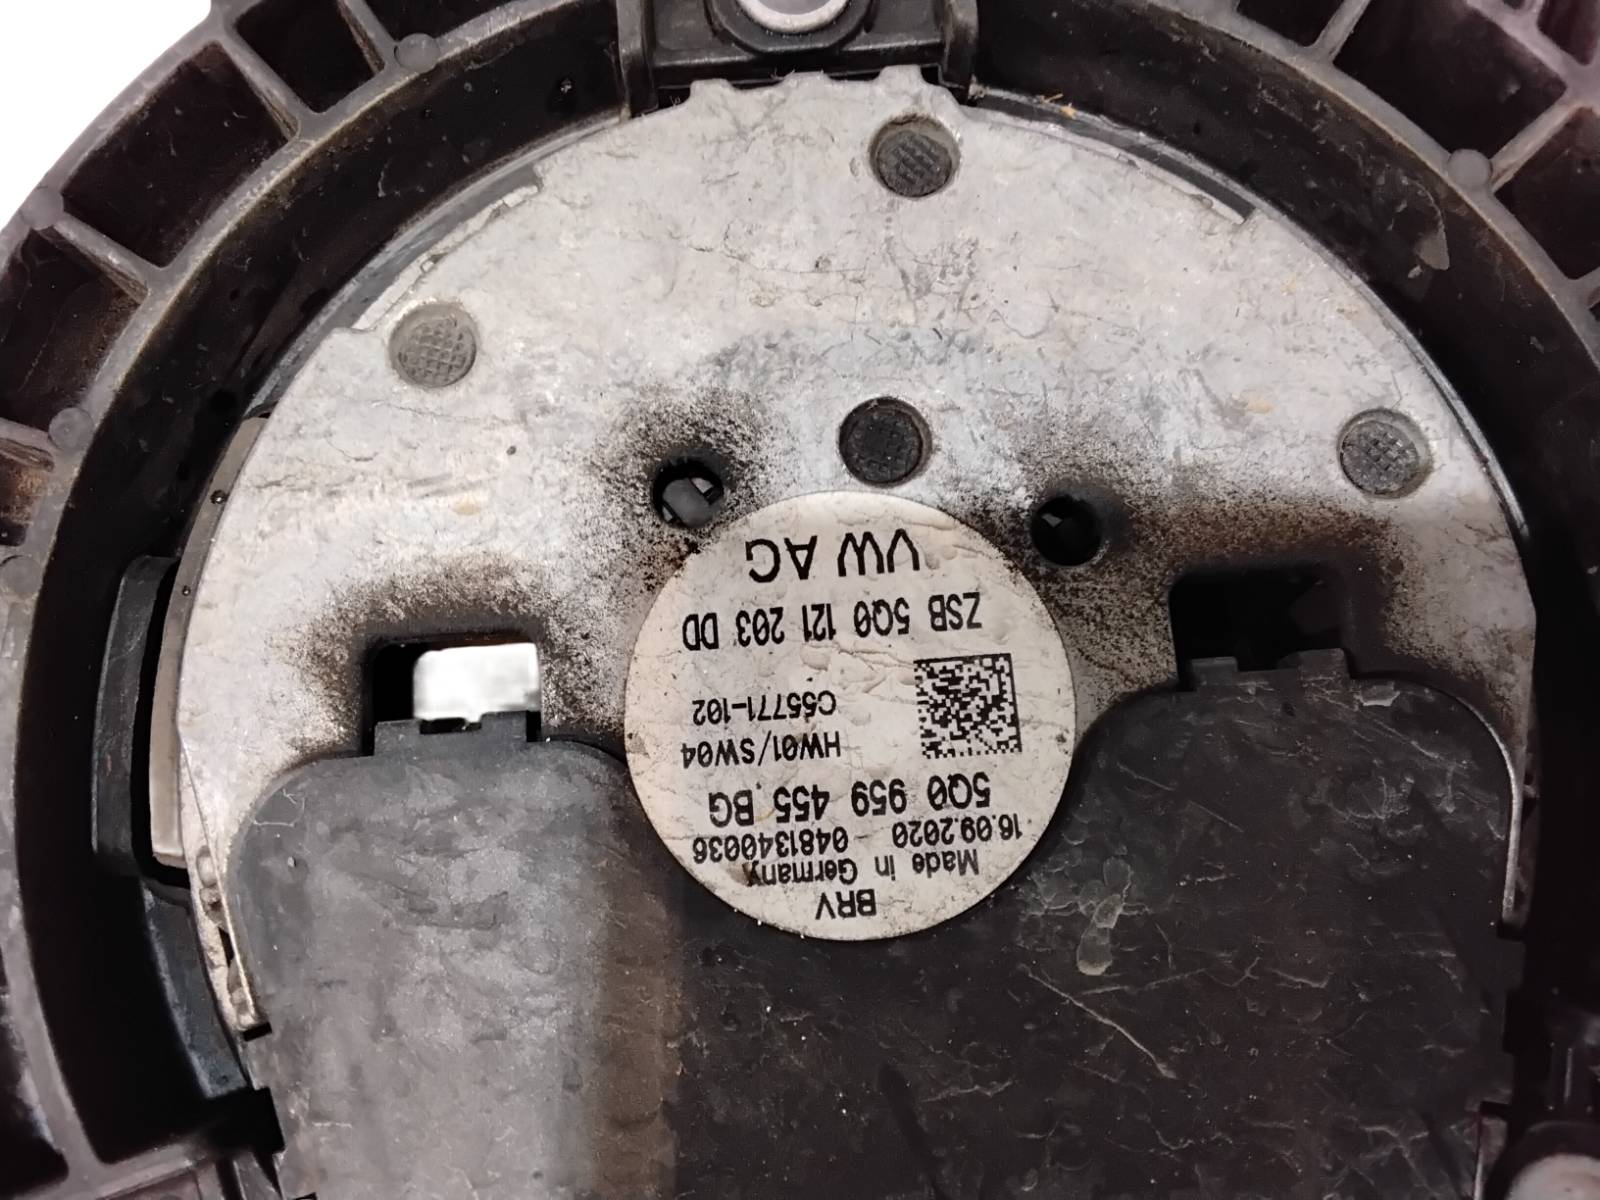 BRV
Made in Germany
16.09.2020 - 0481340036
5Q0 959 455 BG
HW01/SW04
C55771-102
ZSB 5Q0 121 203 DD
VW AG